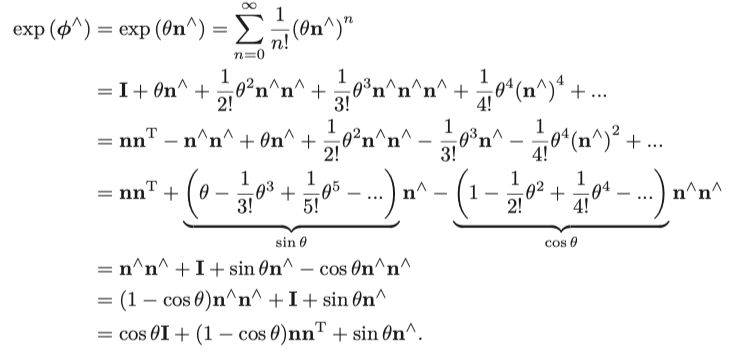 exp (ϕ^) = exp (θn^) = ∑_{n=0}^{∞} 1/n! (θn^)^n
= I + θn^ + 1/2! θ²n^n^ + 1/3! θ³n^n^n^ + 1/4! θ⁴(n^)⁴ + ...
= nnᵀ − n^n^ + θn^ + 1/2! θ²n^n^ − 1/3! θ³n^ − 1/4! θ⁴(n^)² + ...
= nnᵀ + (θ − 1/3! θ³ + 1/5! θ⁵ − ...) n^ − (1 − 1/2! θ² + 1/4! θ⁴ − ...) n^n^
sin θ cos θ
= n^n^ + I + sin θn^ − cos θn^n^
= (1 − cos θ)n^n^ + I + sin θn^
= cos θI + (1 − cos θ)nnᵀ + sin θn^.